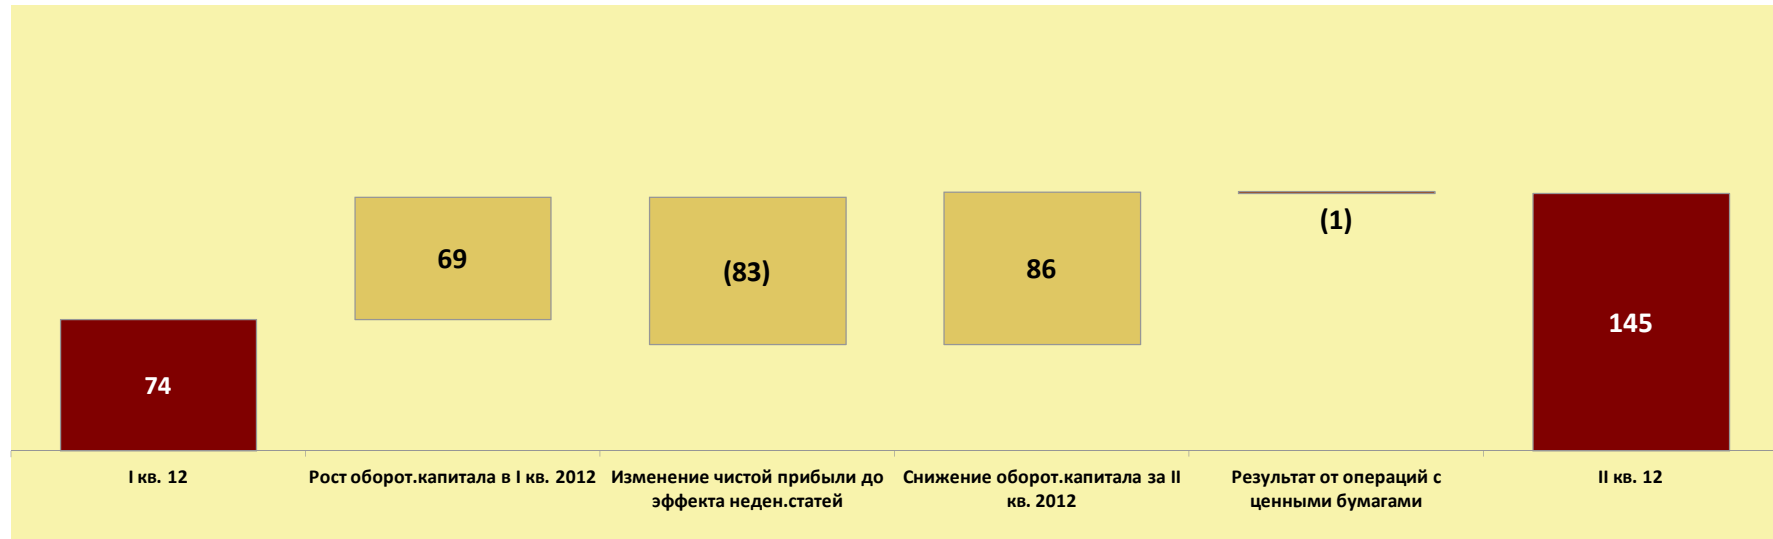 69
(83)
86
(1)
145
74
I кв. 12
Рост оборот.капитала в I кв. 2012
Изменение чистой прибыли до
эффекта неден.статей
Снижение оборот.капитала за II
кв. 2012
Результат от операций с
ценными бумагами
II кв. 12